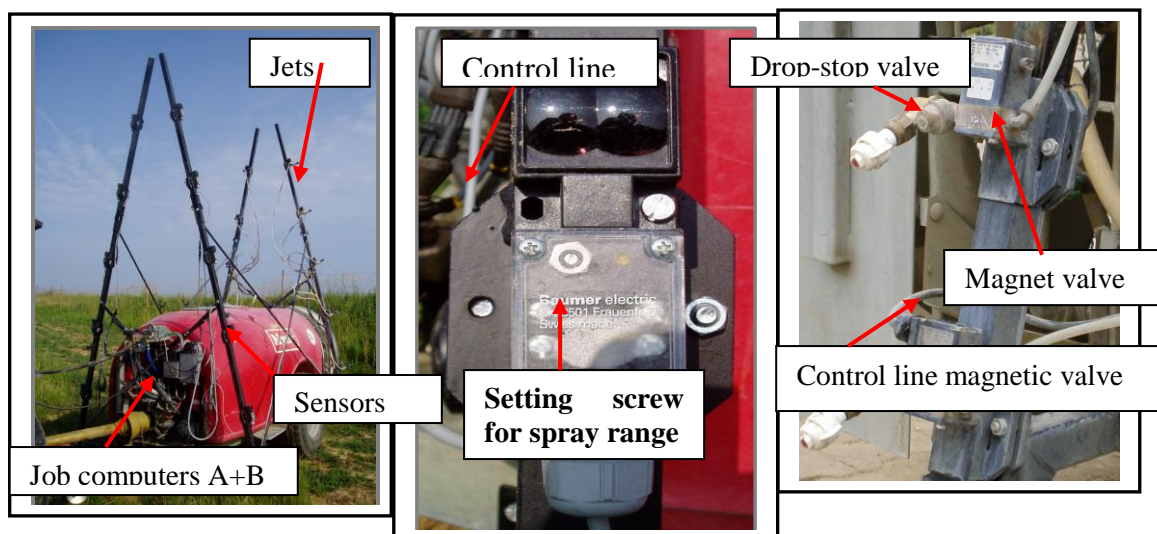 Jets
Sensors
Job computers A+B
Control line
Baumer electric
Swiss made
Setting screw
for spray range
Drop-stop valve
Magnet valve
Control line magnetic valve